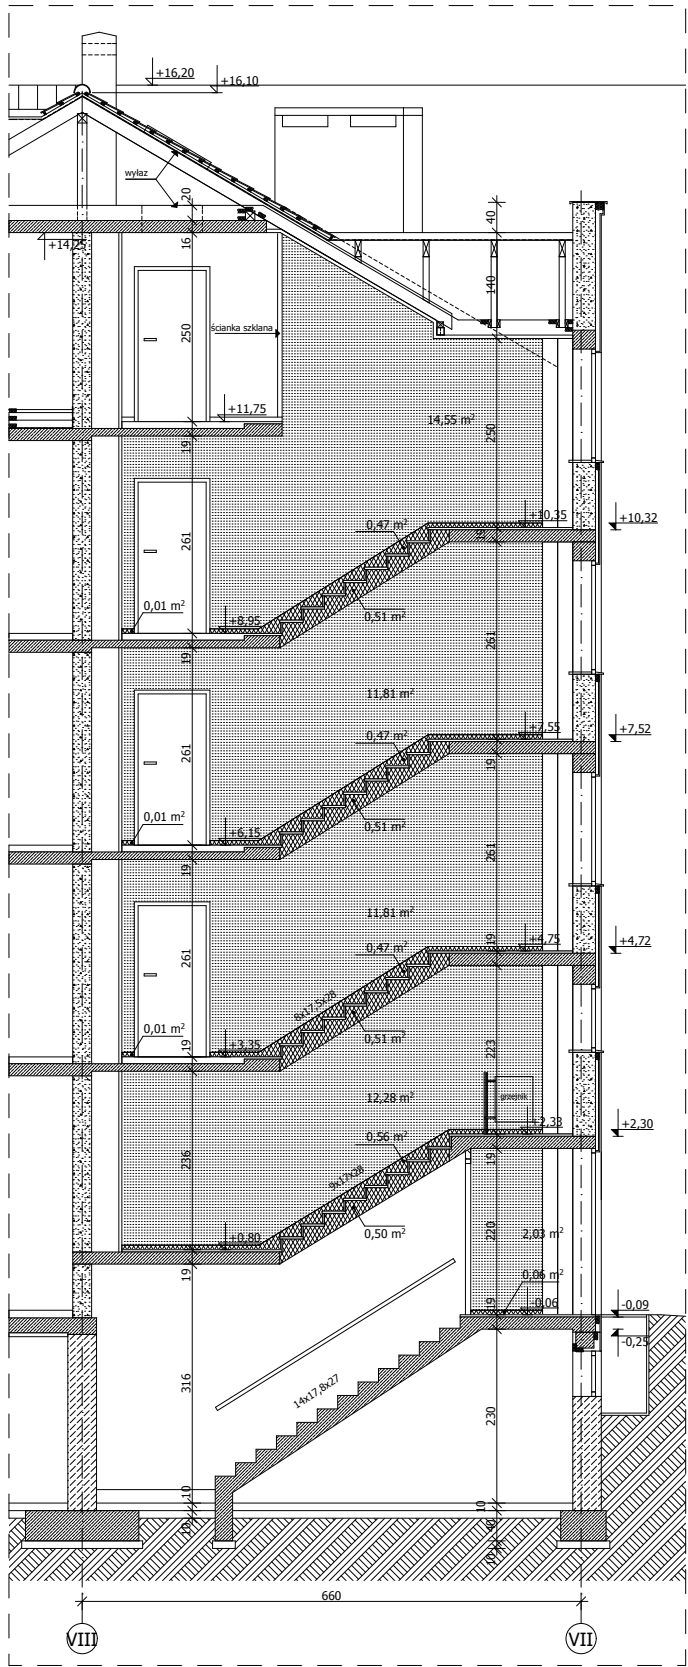 +16,20
+16,10
wyłaz
20
40
16
+14,25
140
250
ścianka szklana
+11,75
14,55 m²
19
250
+10,35
+10,32
0,47 m²
19
261
0,01 m²
+8,95
0,51 m²
261
19
11,81 m²
+7,55
+7,52
0,47 m²
261
19
0,01 m²
+6,15
0,51 m²
261
19
11,81 m²
+4,75
+4,72
19
0,47 m²
261
8x17,5x28
0,01 m²
+3,35
19
0,51 m²
223
12,28 m²
grzejnik
+2,33
+2,30
0,56 m²
236
19
9x17x28
+0,80
0,50 m²
220
2,03 m²
19
0,06 m²
19
-0,06
-0,09
-0,25
316
14x17,8x27
230
10
10
10
40
10
660
VIII
VII